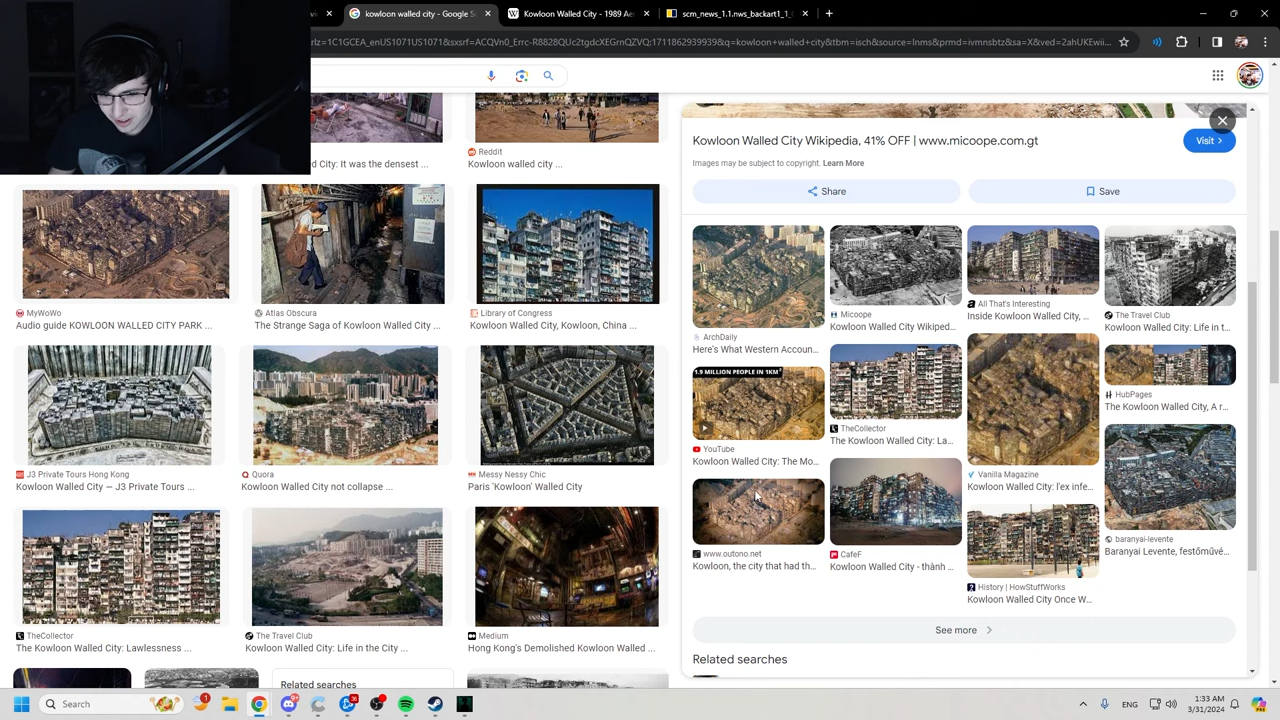 kowloon walled city - Google S
Kowloon Walled City - 1989 Ae
scm_news_1.1.nws_backart1_1_
rlz=1C1GCEA_enUS1071US1071&sxsrf=ACQVn0_Errc-R8828QUc2tgdcXEGrnQZVQ:1711862939939&q=kowloon+walled+city&tbm=isch&source=lnms&prmd=ivmnsbtz&sa=X&ved=2ahUKEwii...
d City: It was the densest ...
Reddit
Kowloon walled city ...
MyWoWo
Audio guide KOWLOON WALLED CITY PARK ...
Atlas Obscura
The Strange Saga of Kowloon Walled City ...
Library of Congress
Kowloon Walled City, Kowloon, China ...
J3 Private Tours Hong Kong
Kowloon Walled City — J3 Private Tours ...
Quora
Kowloon Walled City not collapse ...
Messy Nessy Chic
Paris 'Kowloon' Walled City
TheCollector
The Kowloon Walled City: Lawlessness ...
The Travel Club
Kowloon Walled City: Life in the City ...
Medium
Hong Kong's Demolished Kowloon Walled ...
Related searches
Kowloon Walled City Wikipedia, 41% OFF | www.micoope.com.gt
Visit
Images may be subject to copyright. Learn More
Share
Save
ArchDaily
Here's What Western Accoun...
Micoope
Kowloon Walled City Wikiped...
All That's Interesting
Inside Kowloon Walled City, ...
The Travel Club
Kowloon Walled City: Life in t...
1.9 MILLION PEOPLE IN 1KM²
YouTube
Kowloon Walled City: The Mo...
TheCollector
The Kowloon Walled City: La...
Vanilla Magazine
Kowloon Walled City: l'ex infe...
HubPages
The Kowloon Walled City, A r...
www.outono.net
Kowloon, the city that had th...
CafeF
Kowloon Walled City - thành ...
History | HowStuffWorks
Kowloon Walled City Once W...
baranyai-levente
Baranyai Levente, festőművé...
See more
Related searches
Search
ENG
1:33 AM
3/31/2024